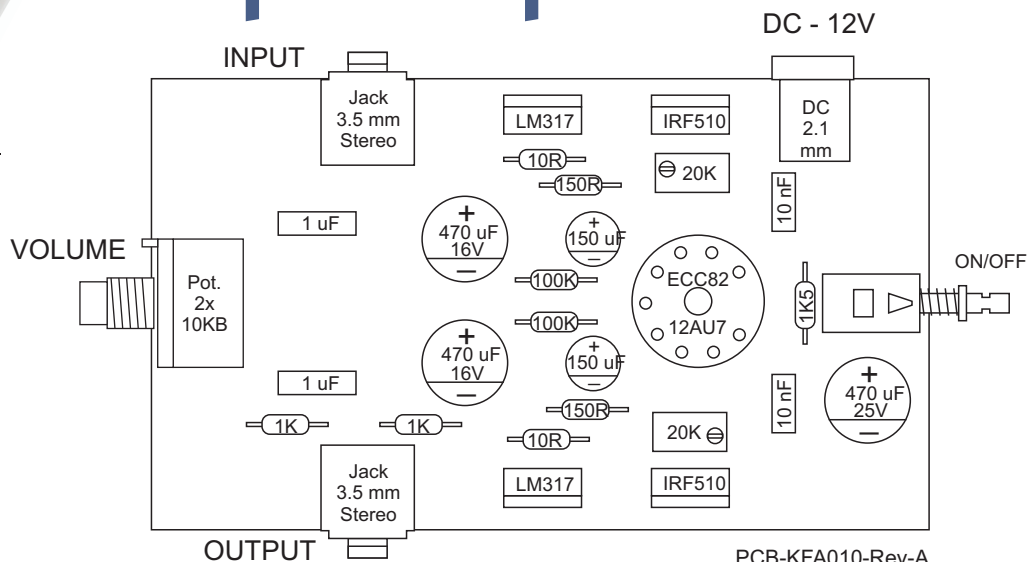 DC - 12V
INPUT
Jack
3.5 mm
Stereo
LM317
IRF510
DC
2.1
mm
10R
150R
20K
10 nF
1 uF
+
470 uF
16V
+
150 uF
VOLUME
Pot.
2x
10KB
100K
ECC82
12AU7
1K5
ON/OFF
100K
+
470 uF
16V
+
150 uF
1 uF
10 nF
+
470 uF
25V
1K
1K
150R
10R
20K
Jack
3.5 mm
Stereo
LM317
IRF510
OUTPUT
PCB-KFA010-Rev-A